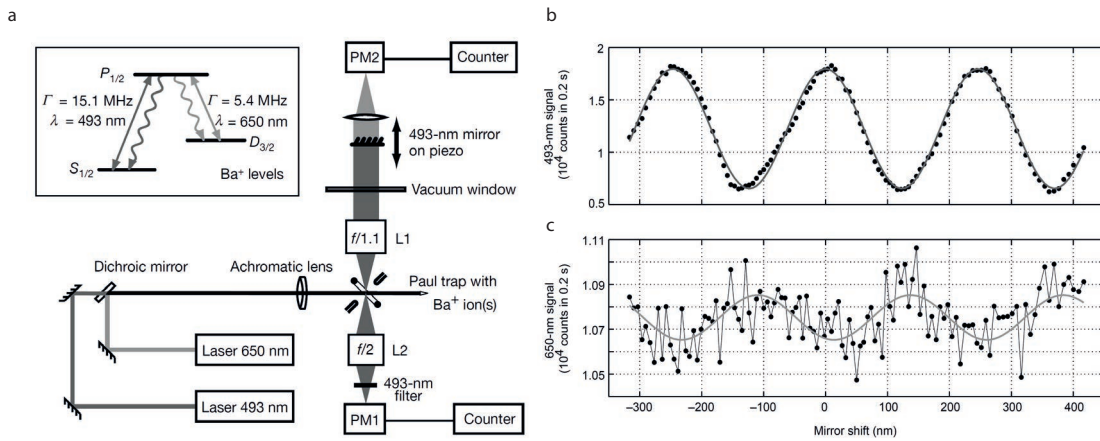 a
P1/2
Γ = 15.1 MHz
λ = 493 nm
Γ = 5.4 MHz
λ = 650 nm
D3/2
S1/2
Ba+ levels
PM2
Counter
493-nm mirror
on piezo
Vacuum window
f/1.1
L1
Dichroic mirror
Achromatic lens
Paul trap with
Ba+ ion(s)
Laser 650 nm
f/2
L2
493-nm
filter
Laser 493 nm
PM1
Counter
b
493-nm signal
(10^4 counts in 0.2 s)
2
1.5
1
0.5
c
650-nm signal
(10^4 counts in 0.2 s)
1.11
1.09
1.07
1.05
−300
−200
−100
0
100
200
300
400
Mirror shift (nm)